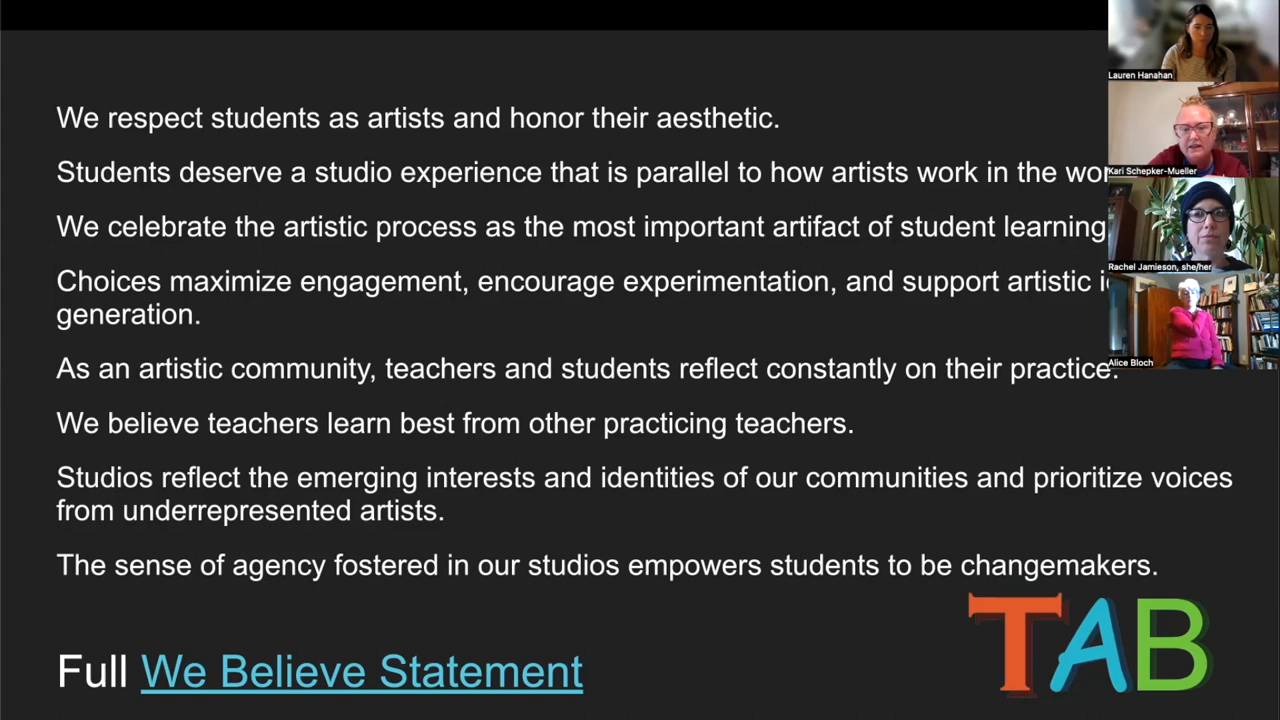 We respect students as artists and honor their aesthetic.
Students deserve a studio experience that is parallel to how artists work in the
We celebrate the artistic process as the most important artifact of student learning
Choices maximize engagement, encourage experimentation, and support artistic
generation.
As an artistic community, teachers and students reflect constantly on their practice.
We believe teachers learn best from other practicing teachers.
Studios reflect the emerging interests and identities of our communities and prioritize voices
from underrepresented artists.
The sense of agency fostered in our studios empowers students to be changemakers.
Full We Believe Statement
TAB
Lauren Hanahan
Kari Schepker-Mueller
Rachel Jamieson, she/her
Alice Bloch